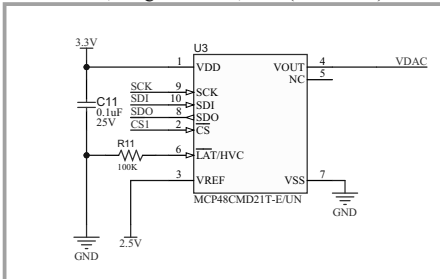 3.3V
U3
1 VDD
VOUT 4 VDAC
NC 5
SCK 9 SCK
SDI 10 SDI
SDO 8 SDO
CS1 2 CS
C11
0.1uF
25V
R11
100K
6 LAT/HVC
3 VREF
VSS 7
MCP48CMD21T-E/UN
GND
2.5V
GND